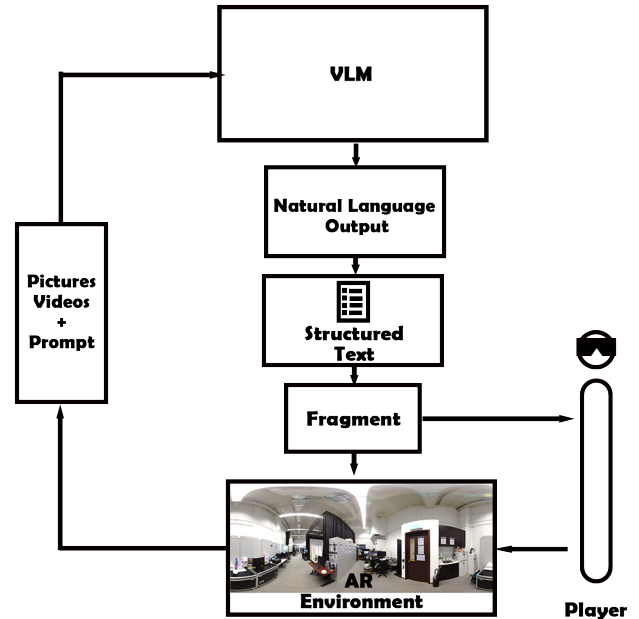 VLM
Natural Language
Output
Pictures
Videos
+
Prompt
Structured
Text
Fragment
AR
Environment
Player